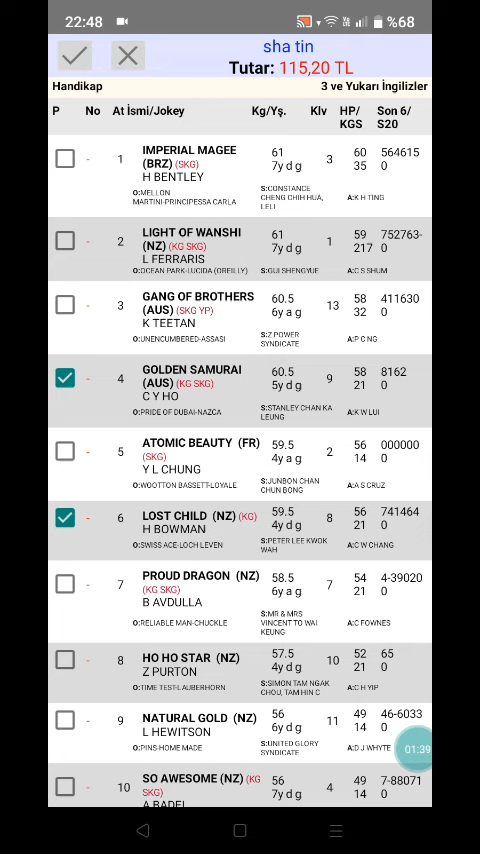 22:48 %68
sha tin
Tutar: 115,20 TL
Handikap 3 ve Yukarı İngilizler
P No At İsmi/Jokey Kg/Yş. Klv HP/KGS Son 6/S20
- 1 IMPERIAL MAGEE (BRZ) (SKG) 61 3 60 564615
H BENTLEY 7y d g 35 0
O:MELLON MARTINI-PRINCIPESSA CARLA S:CONSTANCE CHENG CHIH HUA, LELI A:K H TING
- 2 LIGHT OF WANSHI (NZ) (KG SKG) 61 1 59 752763-
L FERRARIS 7y d g 217 0
O:OCEAN PARK-LUCIDA (OREILLY) S:GUI SHENGYUE A:C S SHUM
- 3 GANG OF BROTHERS (AUS) (SKG YP) 60.5 13 58 411630
K TEETAN 6y a g 32 0
O:UNENCUMBERED-ASSASI S:Z POWER SYNDICATE A:P C NG
- 4 GOLDEN SAMURAI (AUS) (KG SKG) 60.5 9 58 8162
C Y HO 5y d g 21 0
O:PRIDE OF DUBAI-NAZCA S:STANLEY CHAN KA LEUNG A:K W LUI
- 5 ATOMIC BEAUTY (FR) (SKG) 59.5 2 56 000000
Y L CHUNG 4y a g 14 0
O:WOOTTON BASSETT-LOYALE S:JUNBON CHAN CHUN BONG A:A S CRUZ
- 6 LOST CHILD (NZ) (KG) 59.5 8 56 741464
H BOWMAN 4y d g 21 0
O:SWISS ACE-LOCH LEVEN S:PETER LEE KWOK WAH A:C W CHANG
- 7 PROUD DRAGON (NZ) (KG SKG) 58.5 7 54 4-39020
B AVDULLA 6y a g 21 0
O:RELIABLE MAN-CHUCKLE S:MR & MRS VINCENT TO WAI KEUNG A:C FOWNES
- 8 HO HO STAR (NZ) 57.5 10 52 65
Z PURTON 4y d g 21 0
O:TIME TEST-LAUBERHORN S:SIMON TAM NGAK CHOU, TAM HIN C A:C H YIP
- 9 NATURAL GOLD (NZ) 56 11 49 46-6033
L HEWITSON 6y d g 14 0
O:PINS-HOME MADE S:UNITED GLORY SYNDICATE A:D J WHYTE 01:39
- 10 SO AWESOME (NZ) (KG SKG) 56 4 49 7-88071
A BADEL 7y d g 14 0